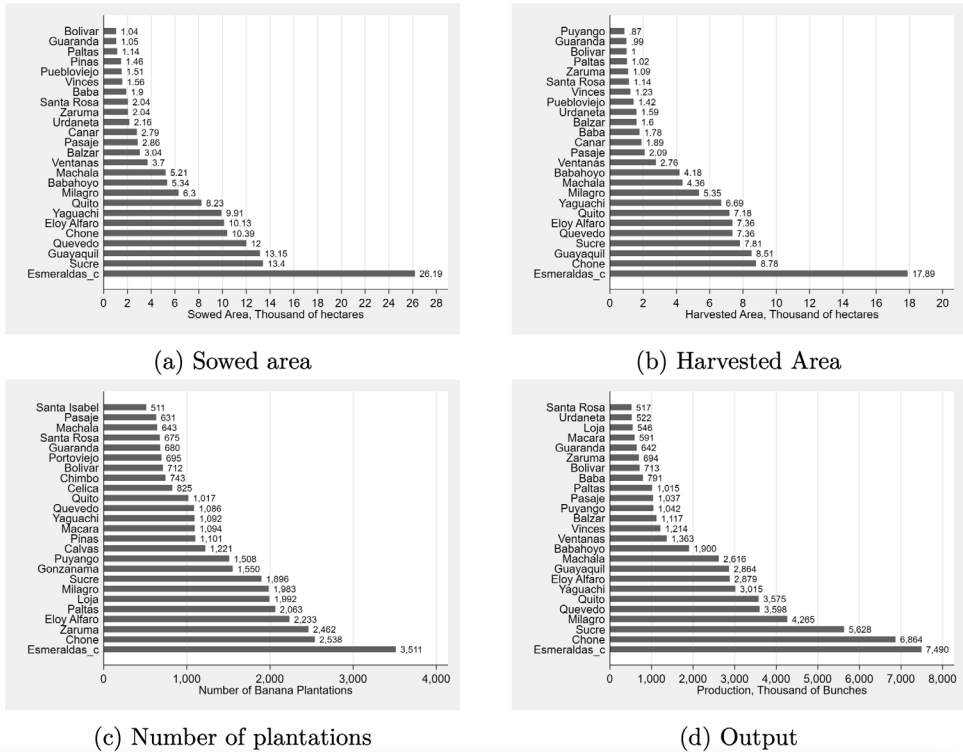 Bolivar 1.04
Guaranda 1.05
Paltas 1.14
Pinas 1.46
Puebloviejo 1.51
Vinces 1.56
Baba 1.9
Santa Rosa 2.04
Zaruma 2.04
Urdaneta 2.16
Canar 2.79
Pasaje 2.86
Balzar 3.04
Ventanas 3.7
Machala 5.21
Babahoyo 5.34
Milagro 6.3
Quito 8.23
Yaguachi 9.91
Eloy Alfaro 10.13
Chone 10.39
Quevedo 12
Guayaquil 13.15
Sucre 13.4
Esmeraldas_c 26.19
0 2 4 6 8 10 12 14 16 18 20 22 24 26 28
Sowed Area, Thousand of hectares
(a) Sowed area
Puyango .87
Guaranda .99
Bolivar 1
Paltas 1.02
Zaruma 1.09
Santa Rosa 1.14
Vinces 1.23
Puebloviejo 1.42
Urdaneta 1.59
Balzar 1.6
Baba 1.78
Canar 1.89
Pasaje 2.09
Ventanas 2.76
Babahoyo 4.18
Machala 4.36
Milagro 5.35
Yaguachi 6.69
Quito 7.18
Eloy Alfaro 7.36
Quevedo 7.36
Sucre 7.81
Guayaquil 8.51
Chone 8.78
Esmeraldas_c 17.89
0 2 4 6 8 10 12 14 16 18 20
Harvested Area, Thousand of hectares
(b) Harvested Area
Santa Isabel 511
Pasaje 631
Machala 643
Santa Rosa 675
Guaranda 680
Portoviejo 695
Bolivar 712
Chimbo 743
Celica 825
Quito 1,017
Quevedo 1,086
Yaguachi 1,092
Macara 1,094
Pinas 1,101
Calvas 1,221
Puyango 1,508
Gonzanama 1,550
Sucre 1,896
Milagro 1,983
Loja 1,992
Paltas 2,063
Eloy Alfaro 2,233
Zaruma 2,462
Chone 2,538
Esmeraldas_c 3,511
0 1,000 2,000 3,000 4,000
Number of Banana Plantations
(c) Number of plantations
Santa Rosa 517
Urdaneta 522
Loja 546
Macara 591
Guaranda 642
Zaruma 694
Bolivar 713
Baba 791
Paltas 1,015
Pasaje 1,037
Puyango 1,042
Balzar 1,117
Vinces 1,214
Ventanas 1,363
Babahoyo 1,900
Machala 2,616
Guayaquil 2,864
Eloy Alfaro 2,879
Yaguachi 3,015
Quito 3,575
Quevedo 3,598
Milagro 4,265
Sucre 5,628
Chone 6,864
Esmeraldas_c 7,490
0 1,000 2,000 3,000 4,000 5,000 6,000 7,000 8,000
Production, Thousand of Bunches
(d) Output